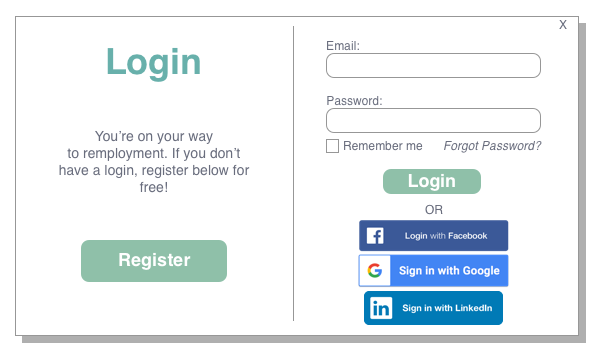 X
Login
You're on your way
to remployment. If you don't
have a login, register below for
free!
Register
Email:
Password:
Remember me Forgot Password?
Login
OR
Login with Facebook
Sign in with Google
in Sign in with LinkedIn